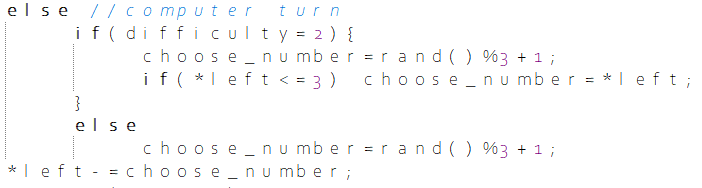 else //computer turn
if(difficulty=2){
choose_number=rand()%3+1;
if(*left<=3) choose_number=*left;
}
else
choose_number=rand()%3+1;
*left-=choose_number;